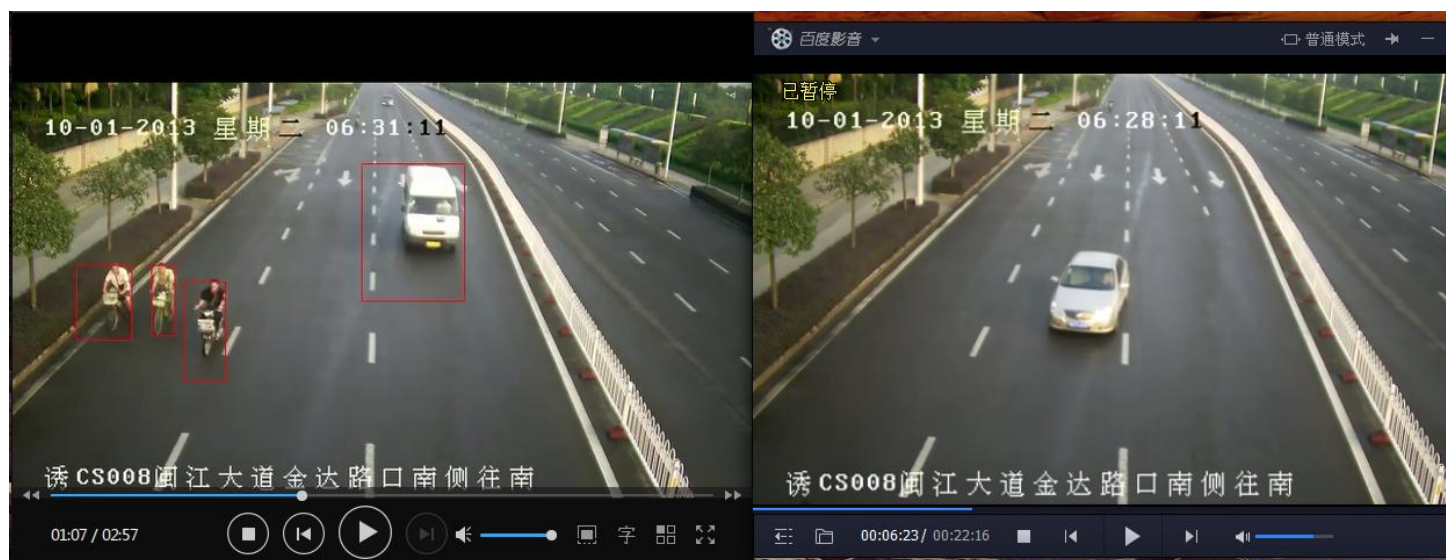 10-01-2013 星期二 06:31:11
诱CS008闽江大道金达路口南侧往南
01:07 / 02:57
字
百度影音
普通模式
已暂停
10-01-2013 星期二 06:28:11
诱CS008闽江大道金达路口南侧往南
00:06:23 / 00:22:16